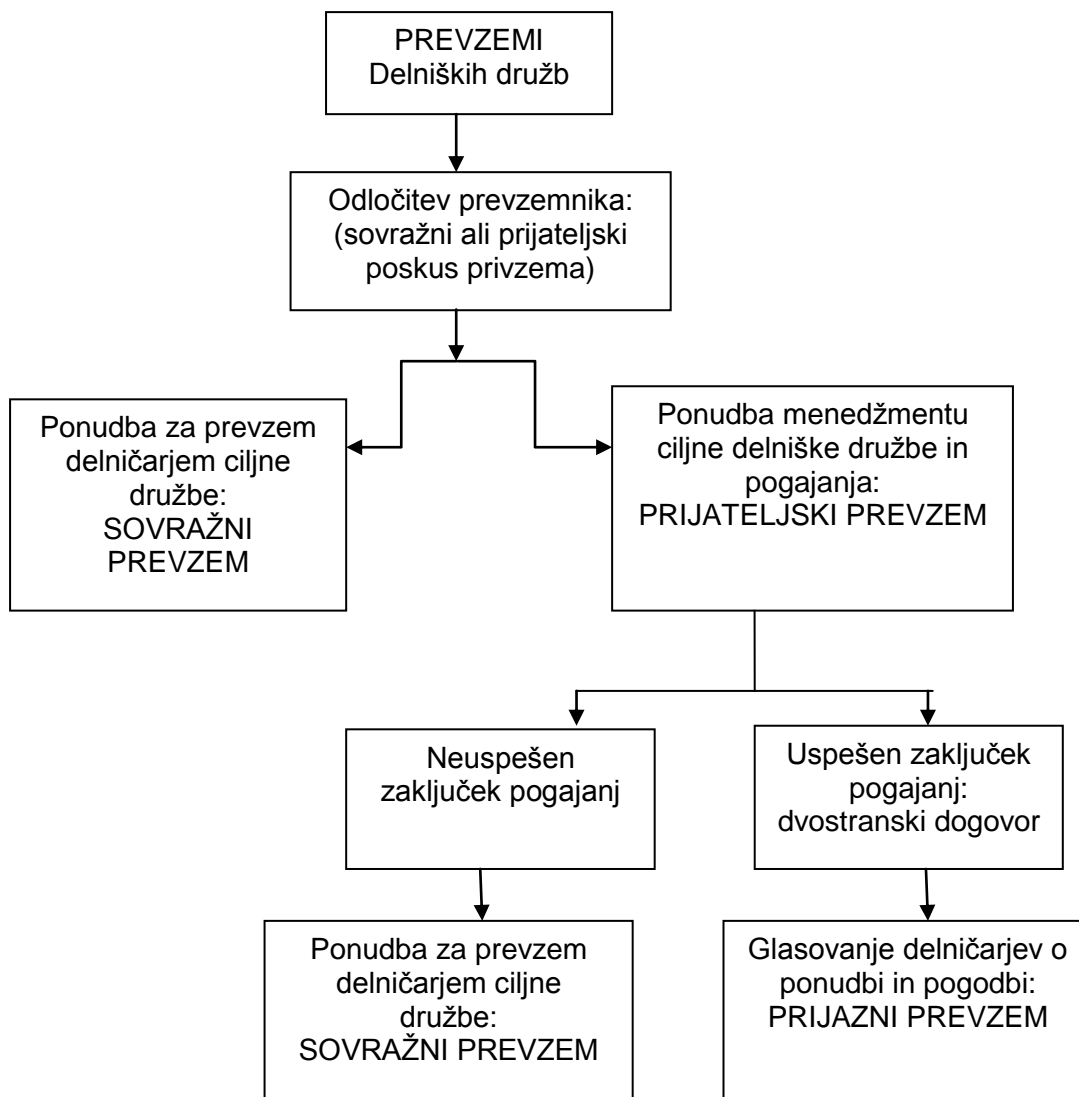 PREVZEMI
Delniških družb
Odločitev prevzemnika:
(sovražni ali prijateljski
poskus privzema)
Ponudba za prevzem
delničarjem ciljne
družbe:
SOVRAŽNI
PREVZEM
Ponudba menedžmentu
ciljne delniške družbe in
pogajanja:
PRIJATELJSKI PREVZEM
Neuspešen
zaključek pogajanj
Uspešen zaključek
pogajanj:
dvostranski dogovor
Ponudba za prevzem
delničarjem ciljne
družbe:
SOVRAŽNI PREVZEM
Glasovanje delničarjev o
ponudbi in pogodbi:
PRIJAZNI PREVZEM